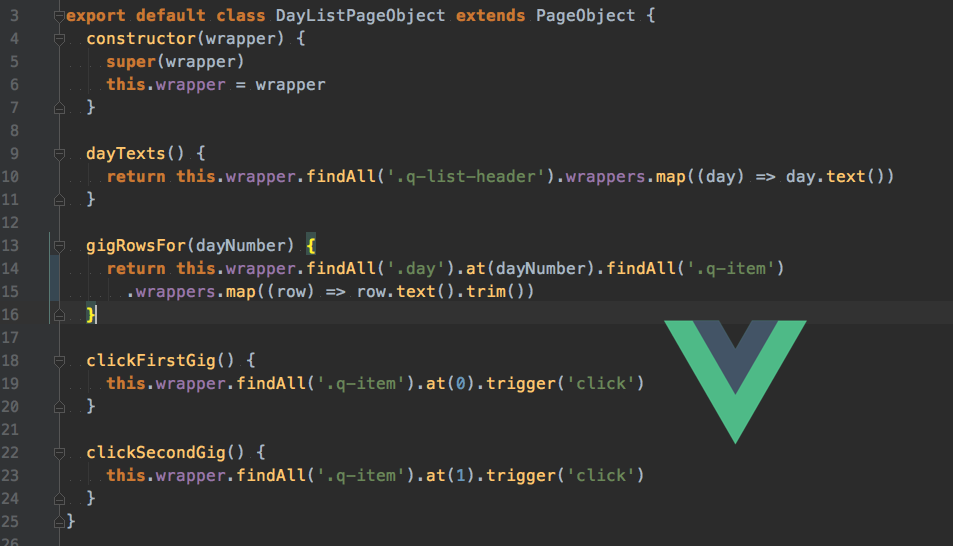 3 export default class DayListPageObject extends PageObject {
4   constructor(wrapper) {
5     super(wrapper)
6     this.wrapper = wrapper
7   }
8
9   dayTexts() {
10     return this.wrapper.findAll('.q-list-header').wrappers.map((day) => day.text())
11   }
12
13   gigRowsFor(dayNumber) {
14     return this.wrapper.findAll('.day').at(dayNumber).findAll('.q-item')
15       .wrappers.map((row) => row.text().trim())
16   }
17
18   clickFirstGig() {
19     this.wrapper.findAll('.q-item').at(0).trigger('click')
20   }
21
22   clickSecondGig() {
23     this.wrapper.findAll('.q-item').at(1).trigger('click')
24   }
25 }
26